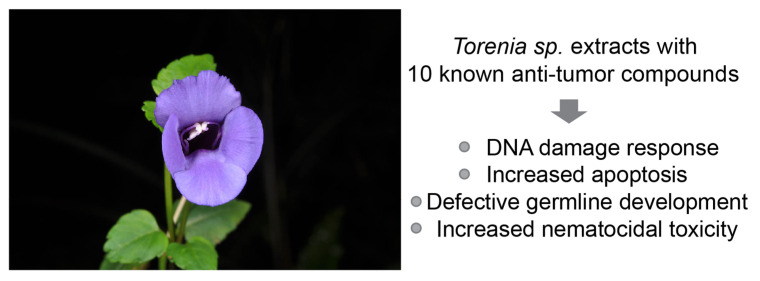 Torenia sp. extracts with
10 known anti-tumor compounds
DNA damage response
Increased apoptosis
Defective germline development
Increased nematocidal toxicity